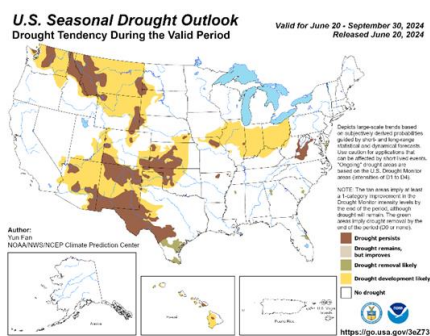 U.S. Seasonal Drought Outlook
Drought Tendency During the Valid Period
Valid for June 20 - September 30, 2024
Released June 20, 2024
Depicts large-scale trends based
on subjectively derived probabilities
guided by short- and long-range
statistical and dynamical forecasts.
Use caution for applications that
can be affected by short lived events.
"Ongoing" drought areas are
based on the U.S. Drought Monitor
areas (intensities of D1 to D4).
NOTE: The tan areas imply at least
a 1-category improvement in the
Drought Monitor intensity levels by
the end of the period, although
drought will remain. The green
areas imply drought removal by the
end of the period (D0 or none).
Author:
Yun Fan
NOAA/NWS/NCEP Climate Prediction Center
Drought persists
Drought remains,
but improves
Drought removal likely
Drought development likely
No drought
Alaska
Hawaii
Puerto Rico
https://go.usa.gov/3eZ73